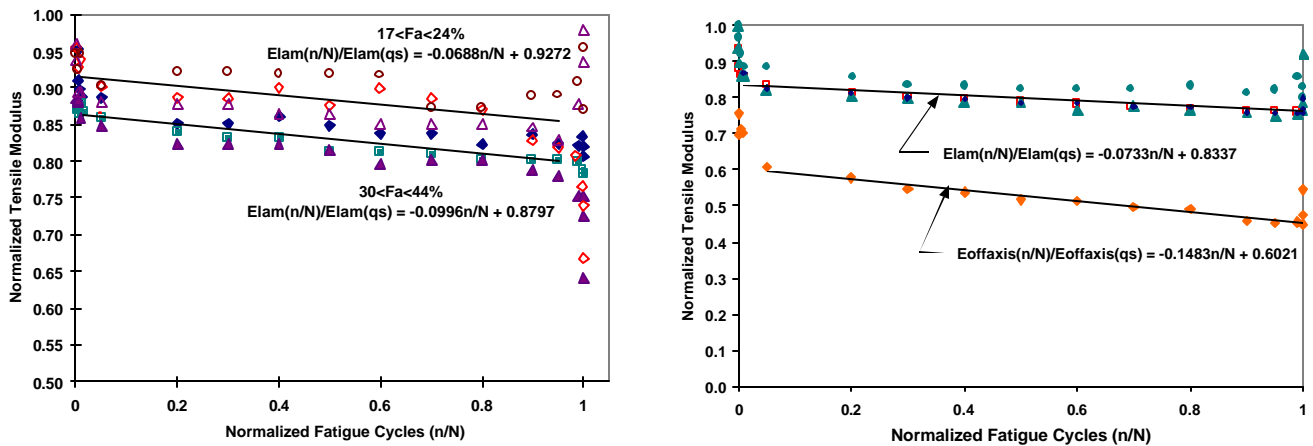 1.00
0.95
0.90
0.85
0.80
0.75
0.70
0.65
0.60
0.55
0.50
Normalized Tensile Modulus
17<Fa<24%
Elam(n/N)/Elam(qs) = -0.0688n/N + 0.9272
30<Fa<44%
Elam(n/N)/Elam(qs) = -0.0996n/N + 0.8797
0 0.2 0.4 0.6 0.8 1
Normalized Fatigue Cycles (n/N)
1.0
0.9
0.8
0.7
0.6
0.5
0.4
0.3
0.2
0.1
0.0
Normalized Tensile Modulus
Elam(n/N)/Elam(qs) = -0.0733n/N + 0.8337
Eoffaxis(n/N)/Eoffaxis(qs) = -0.1483n/N + 0.6021
0 0.2 0.4 0.6 0.8 1
Normalized Fatigue Cycles (n/N)